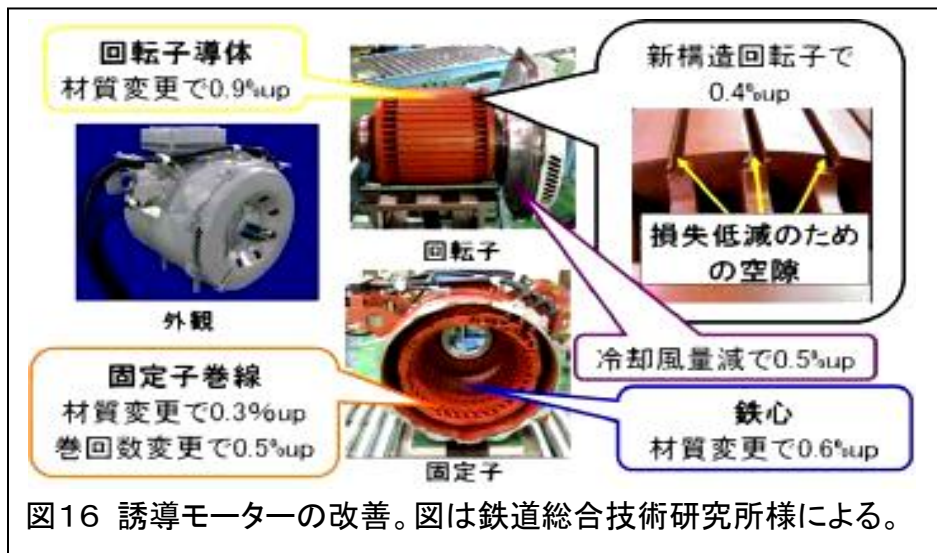 回転子導体
材質変更で0.9%up
新構造回転子で
0.4%up
損失低減のため
の空隙
回転子
外観
冷却風量減で0.5%up
固定子巻線
材質変更で0.3%up
巻回数変更で0.5%up
鉄心
材質変更で0.6%up
固定子
図16 誘導モーターの改善。図は鉄道総合技術研究所様による。